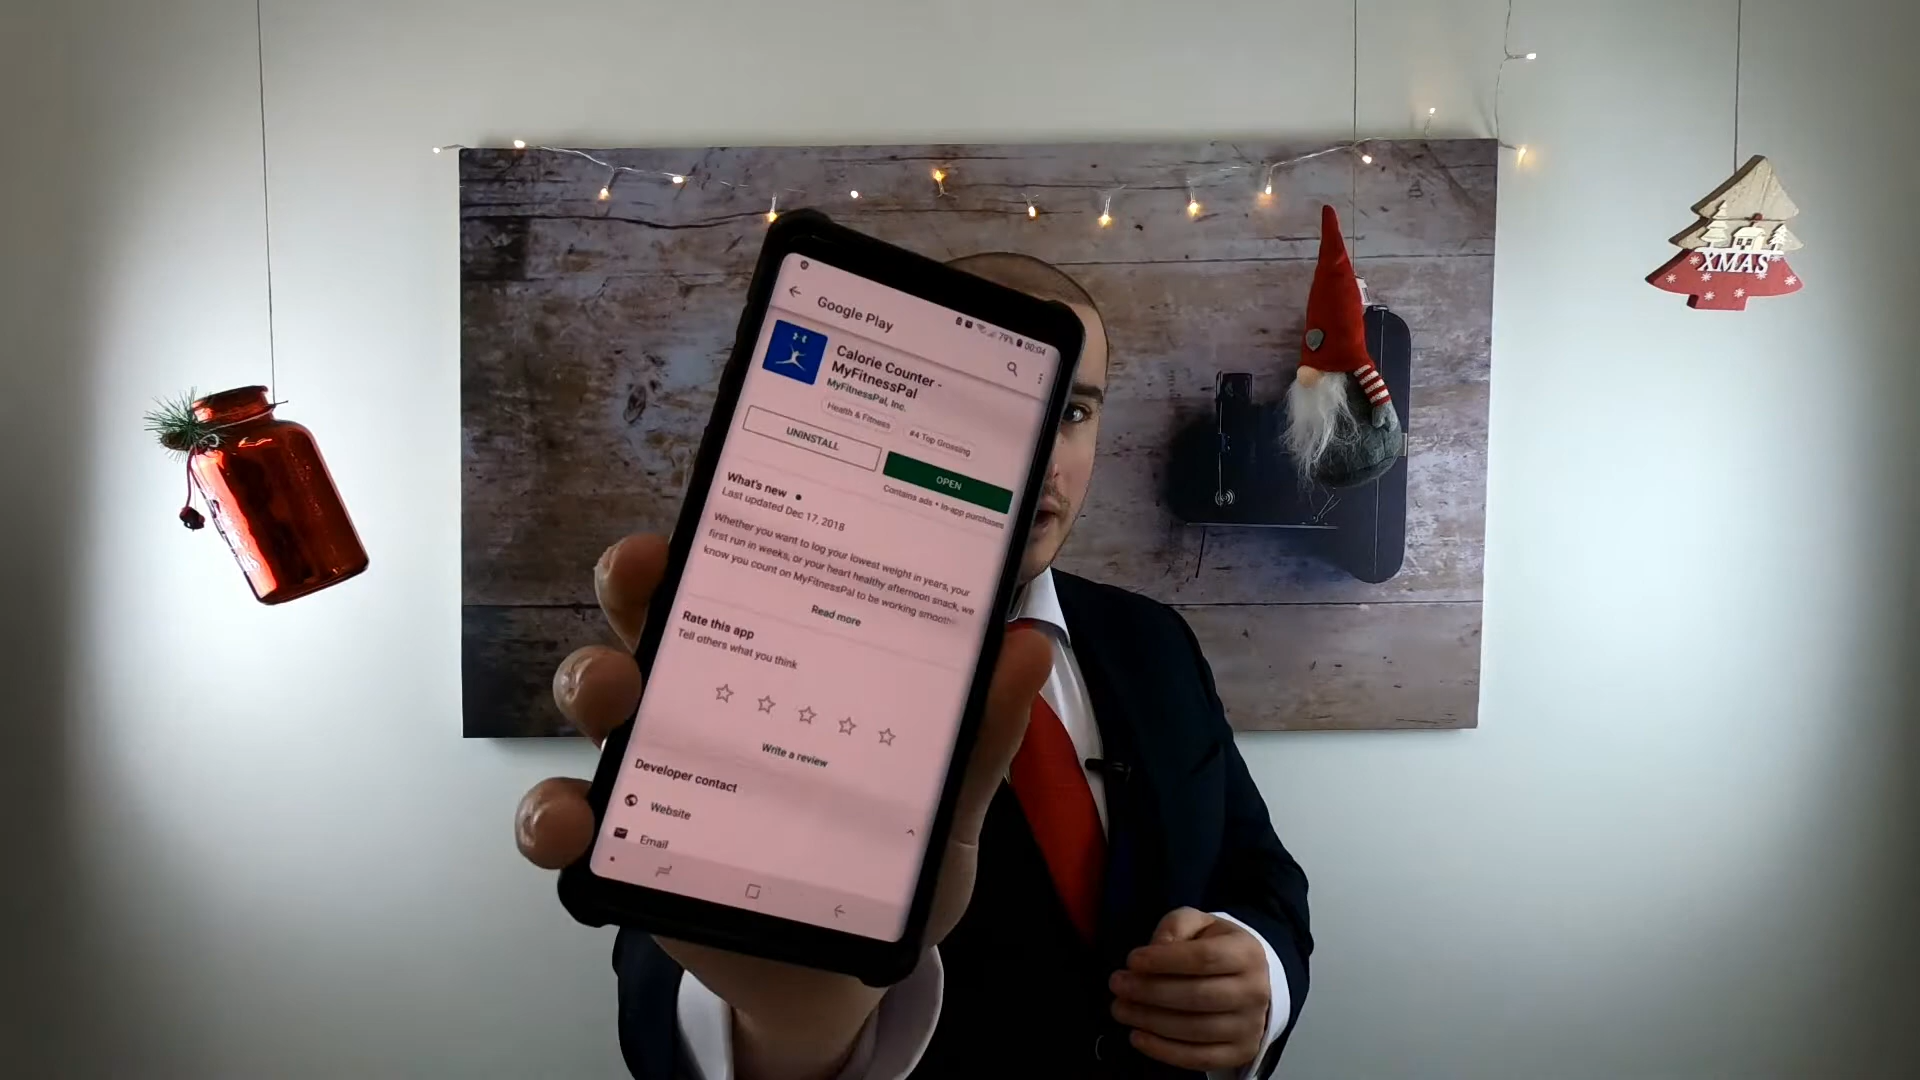 XMAS
79% 00:04
Google Play
Calorie Counter -
MyFitnessPal
MyFitnessPal, Inc.
Health & Fitness
#4 Top Grossing
UNINSTALL
OPEN
Contains ads • In-app purchases
What's new
Last updated Dec 17, 2018
Whether you want to log your lowest weight in years, your
first run in weeks, or your heart healthy afternoon snack, we
know you count on MyFitnessPal to be working smooth
Read more
Rate this app
Tell others what you think
Write a review
Developer contact
Website
Email